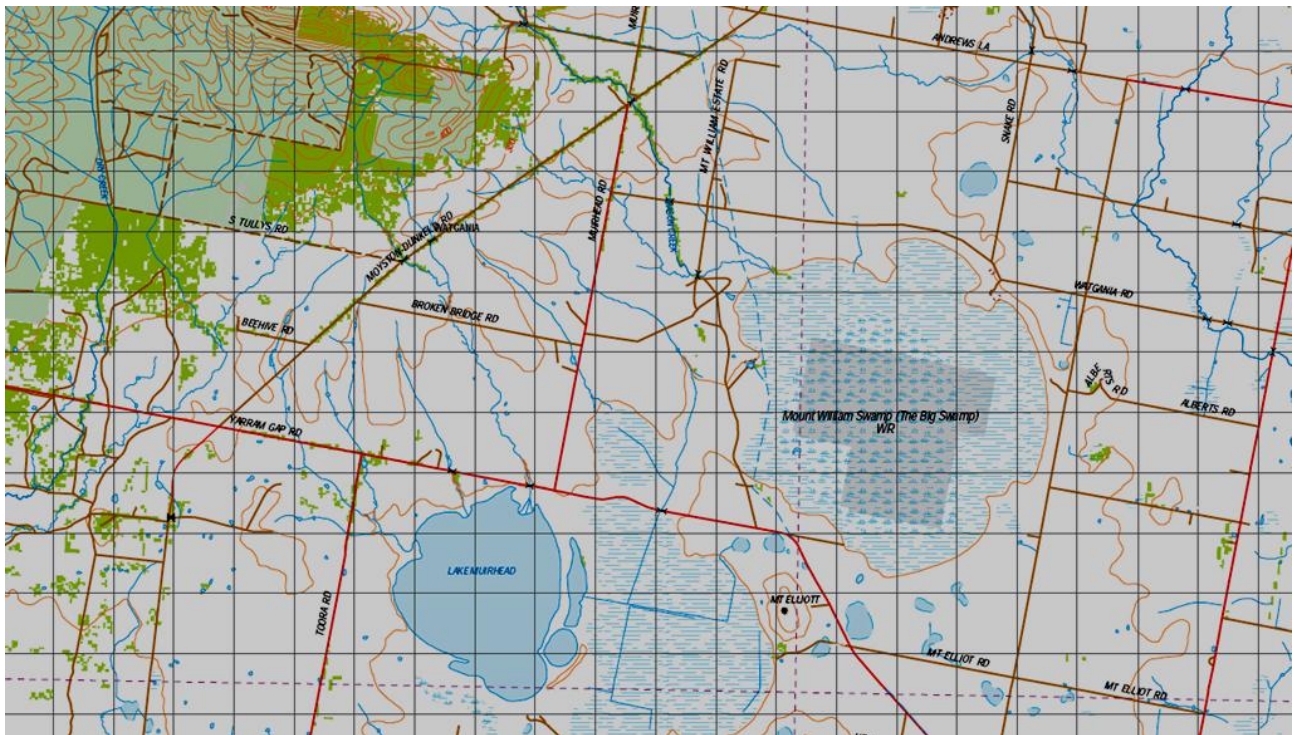 MUIR
ANDREWS LA
MT WILLIAM ESTATE RD
SNAKE RD
MUIRHEAD RD
S TULLYS RD
MOYSTON-DUNKELD RD
WATGANIA
WATGANIA RD
BROKEN BRIDGE RD
BEEHIVE RD
ALBERTS RD
ALBERTS RD
YARRAM GAP RD
Mount William Swamp (The Big Swamp)
WR
LAKE MUIRHEAD
MT ELLIOTT
TOORA RD
MT ELLIOT RD
MT ELLIOT RD